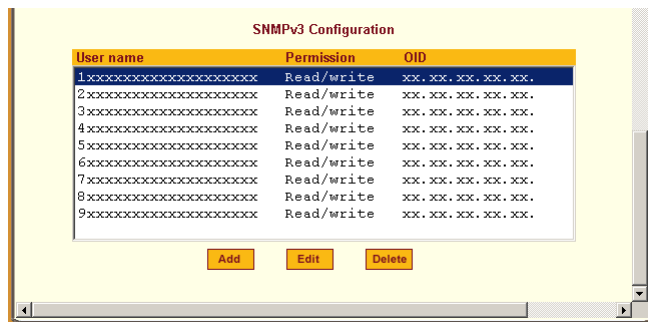 SNMPv3 Configuration
User name Permission OID
1xxxxxxxxxxxxxxxxxxx Read/write xx.xx.xx.xx.xx.
2xxxxxxxxxxxxxxxxxxx Read/write xx.xx.xx.xx.xx.
3xxxxxxxxxxxxxxxxxxx Read/write xx.xx.xx.xx.xx.
4xxxxxxxxxxxxxxxxxxx Read/write xx.xx.xx.xx.xx.
5xxxxxxxxxxxxxxxxxxx Read/write xx.xx.xx.xx.xx.
6xxxxxxxxxxxxxxxxxxx Read/write xx.xx.xx.xx.xx.
7xxxxxxxxxxxxxxxxxxx Read/write xx.xx.xx.xx.xx.
8xxxxxxxxxxxxxxxxxxx Read/write xx.xx.xx.xx.xx.
9xxxxxxxxxxxxxxxxxxx Read/write xx.xx.xx.xx.xx.
Add Edit Delete